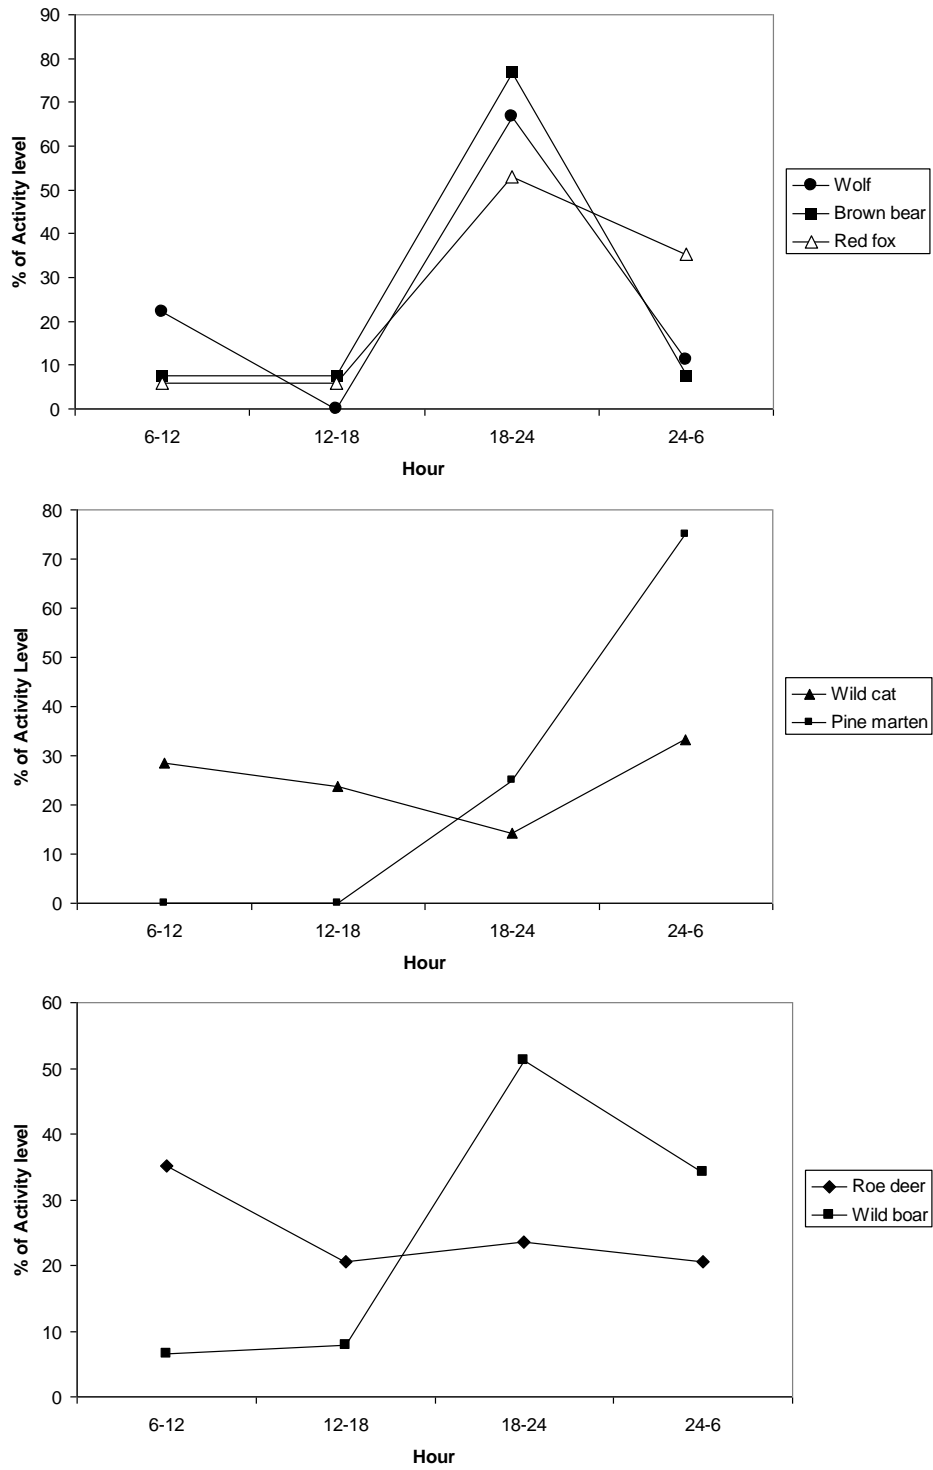 90
80
70
60
50
40
30
20
10
0
% of Activity level
6-12 12-18 18-24 24-6
Hour
Wolf
Brown bear
Red fox
80
70
60
50
40
30
20
10
0
% of Activity Level
6-12 12-18 18-24 24-6
Hour
Wild cat
Pine marten
60
50
40
30
20
10
0
% of Activity level
6-12 12-18 18-24 24-6
Hour
Roe deer
Wild boar